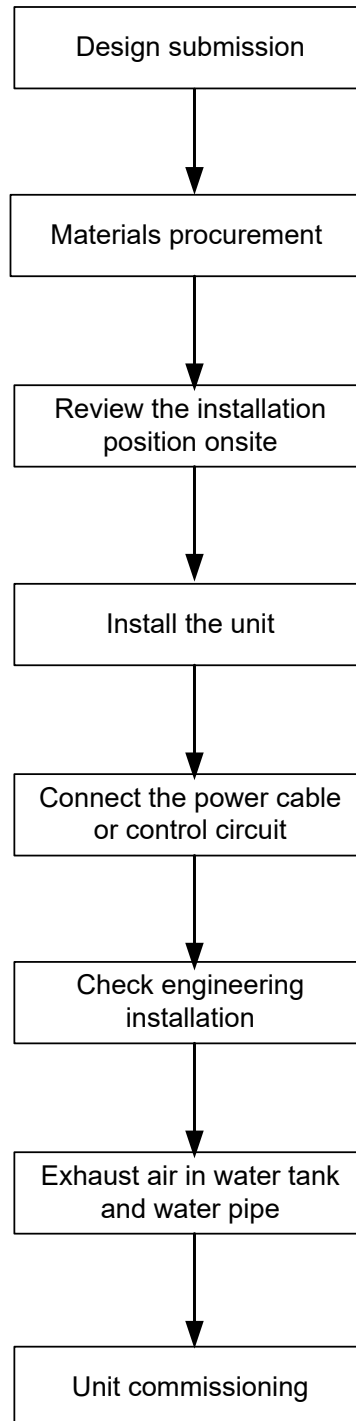 Design submission
Materials procurement
Review the installation
position onsite
Install the unit
Connect the power cable
or control circuit
Check engineering
installation
Exhaust air in water tank
and water pipe
Unit commissioning